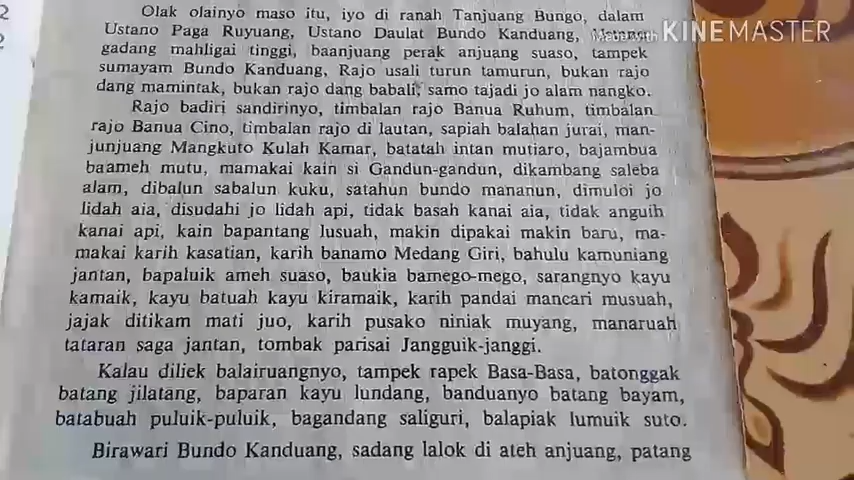 Olak olainyo maso itu, iyo di ranah Tanjuang Bungo, dalam
Ustano Paga Ruyuang, Ustano Daulat Bundo Kanduang,
Made with KINEMASTER
gadang mahligai tinggi, baanjuang perak anjuang suaso, tampek
sumayam Bundo Kanduang, Rajo usali turun tamurun, bukan rajo
dang mamintak, bukan rajo dang babali, samo tajadi jo alam nangko.
Rajo badiri sandirinyo, timbalan rajo Banua Ruhum, timbalan
rajo Banua Cino, timbalan rajo di lautan, sapiah balahan jurai, man-
junjuang Mangkuto Kulah Kamar, batatah intan mutiaro, bajambua
baameh mutu, mamakai kain si Gandun-gandun, dikambang saleba
alam, dibalun sabalun kuku, satahun bundo mananun, dimuloi jo
lidah aia, disudahi jo lidah api, tidak basah kanai aia, tidak anguih
kanai api, kain bapantang lusuah, makin dipakai makin baru, ma-
makai karih kasatian, karih banamo Medang Giri, bahulu kamuniang
jantan, bapaluik ameh suaso, baukia bamego-mego, sarangnyo kayu
kamaik, kayu batuah kayu kiramaik, karih pandai mancari musuah,
jajak ditikam mati juo, karih pusako niniak muyang, manaruah
tataran saga jantan, tombak parisai Jangguik-janggi.
Kalau diliek balairuangnyo, tampek rapek Basa-Basa, batonggak
batang jilatang, baparan kayu lundang, banduanyo batang bayam,
batabuah puluik-puluik, bagandang saliguri, balapiak lumuik suto.
Birawari Bundo Kanduang, sadang lalok di ateh anjuang, patang